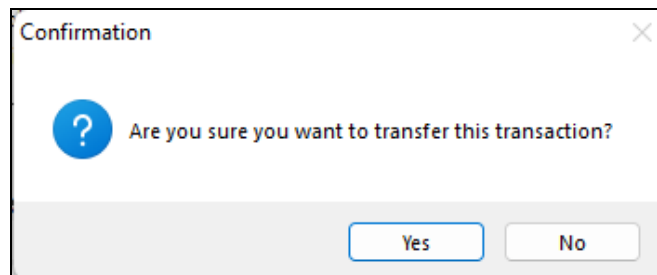 Confirmation
?
Are you sure you want to transfer this transaction?
Yes
No